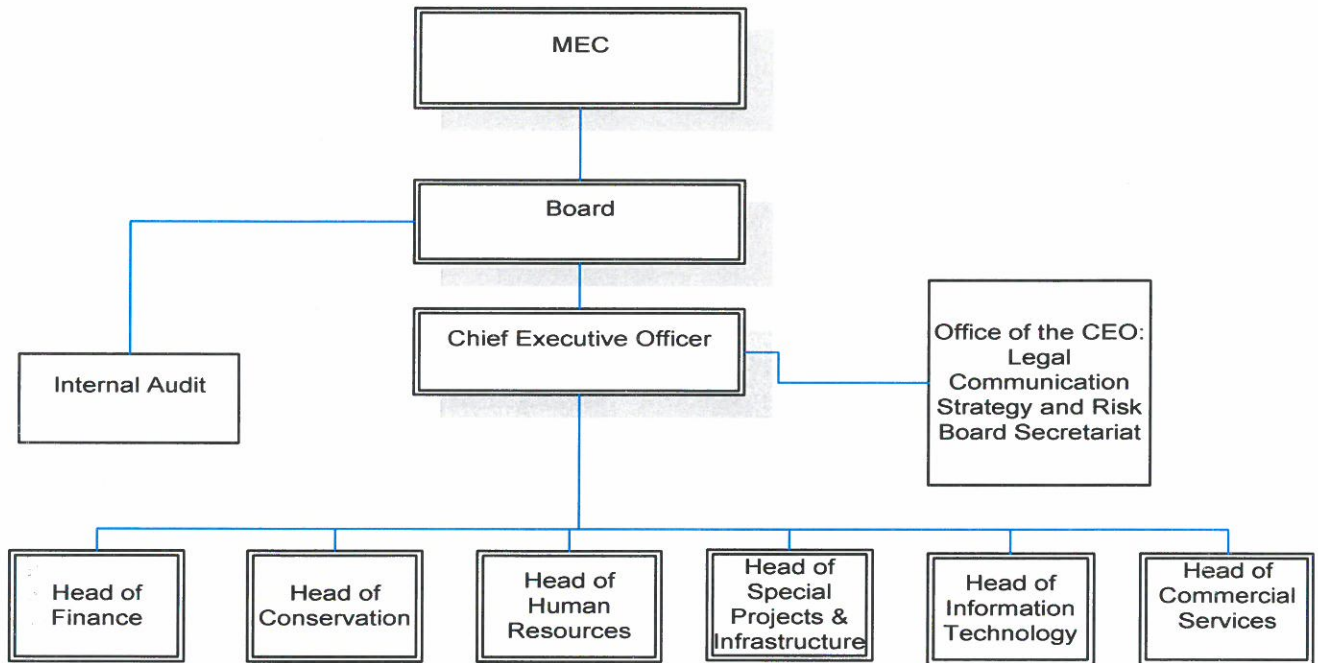 MEC
Board
Chief Executive Officer
Internal Audit
Office of the CEO:
Legal
Communication
Strategy and Risk
Board Secretariat
Head of
Finance
Head of
Conservation
Head of
Human
Resources
Head of
Special
Projects &
Infrastructure
Head of
Information
Technology
Head of
Commercial
Services